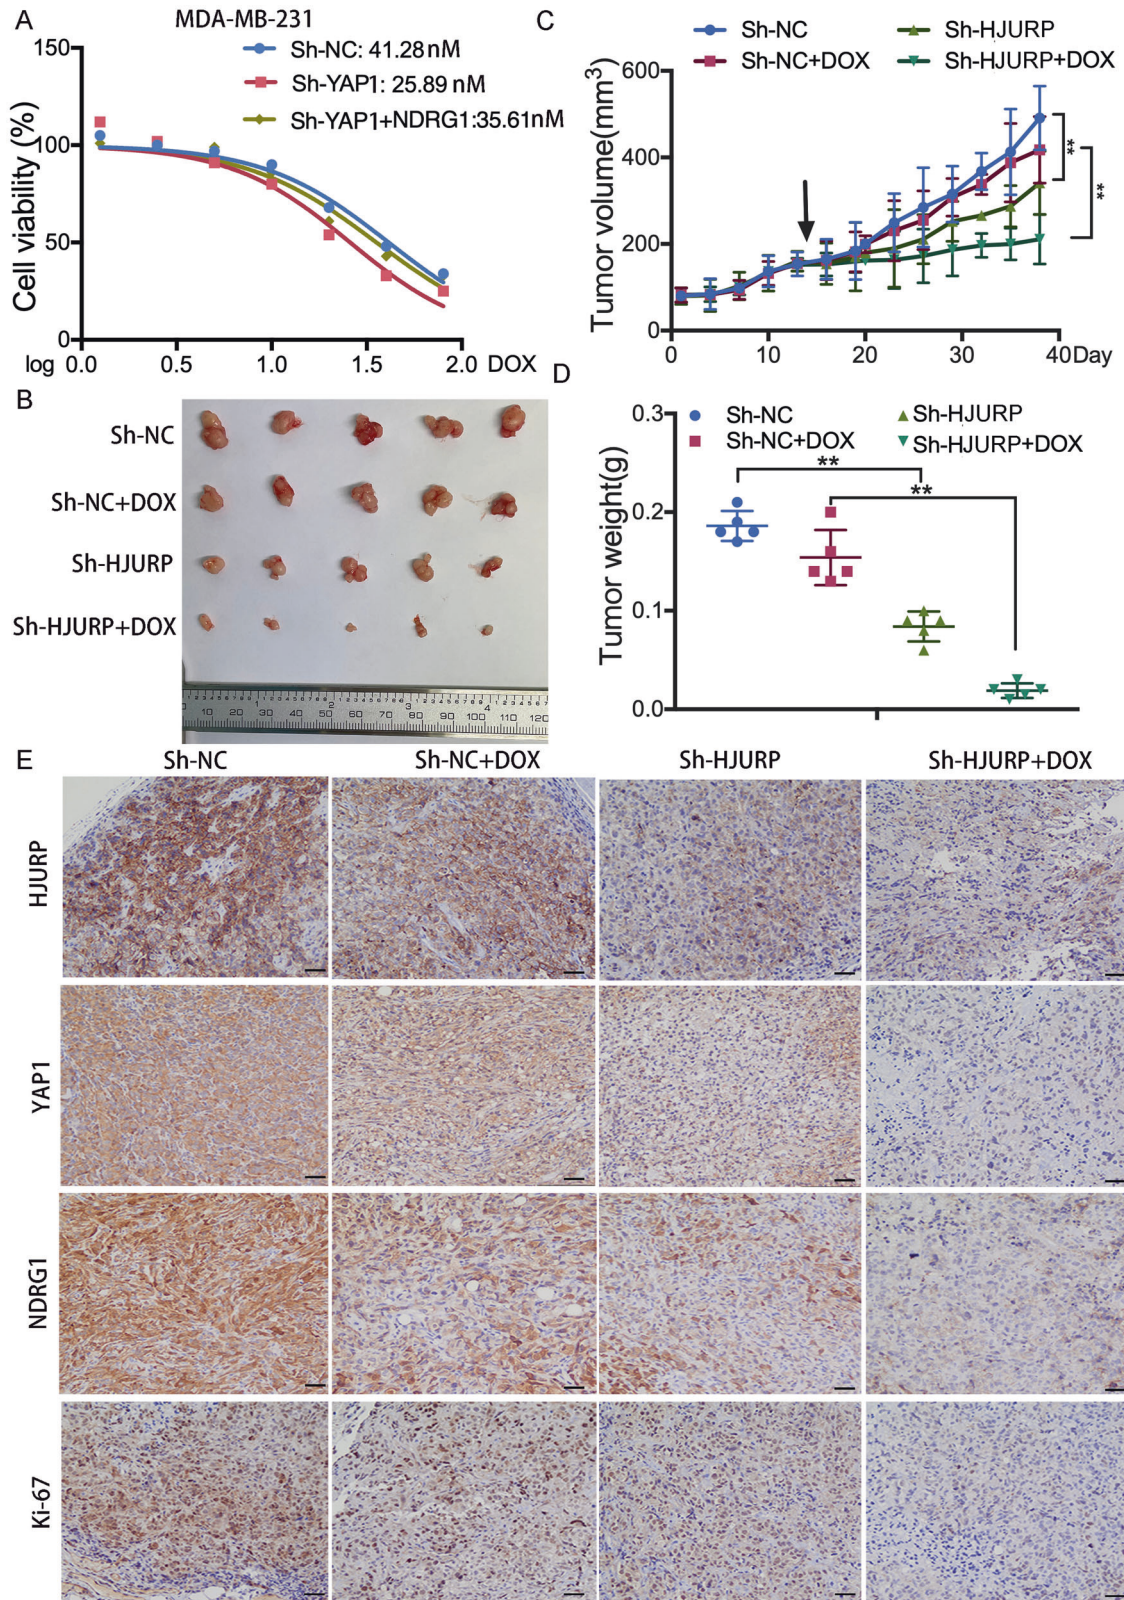 A
MDA-MB-231
Sh-NC: 41.28 nM
Sh-YAP1: 25.89 nM
Sh-YAP1+NDRG1:35.61nM
Cell viability (%)
150
100
50
0
log 0.0 0.5 1.0 1.5 2.0 DOX
B
Sh-NC
Sh-NC+DOX
Sh-HJURP
Sh-HJURP+DOX
C
Sh-NC
Sh-HJURP
Sh-NC+DOX
Sh-HJURP+DOX
Tumor volume(mm³)
600
400
200
0
0 10 20 30 40 Day
**
**
D
Sh-NC
Sh-HJURP
Sh-NC+DOX
Sh-HJURP+DOX
Tumor weight(g)
0.3
0.2
0.1
0.0
**
**
E
Sh-NC Sh-NC+DOX Sh-HJURP Sh-HJURP+DOX
HJURP
YAP1
NDRG1
Ki-67